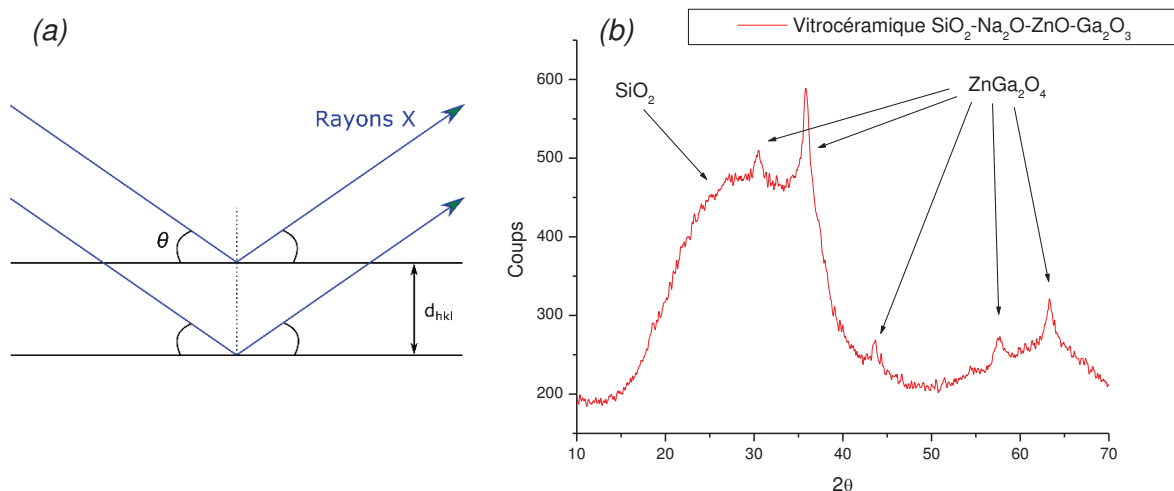 (a)
Rayons X
θ
d_hkl
(b)
Vitrocéramique SiO₂-Na₂O-ZnO-Ga₂O₃
SiO₂
ZnGa₂O₄
Coups
600
500
400
300
200
10 20 30 40 50 60 70
2θ